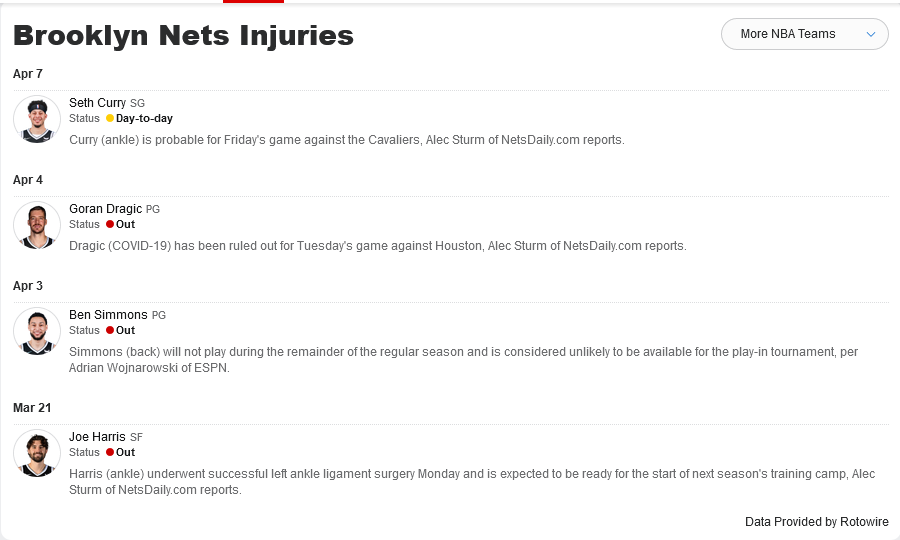 Brooklyn Nets Injuries
More NBA Teams
Apr 7
Seth Curry SG
Status Day-to-day
Curry (ankle) is probable for Friday's game against the Cavaliers, Alec Sturm of NetsDaily.com reports.
Apr 4
Goran Dragic PG
Status Out
Dragic (COVID-19) has been ruled out for Tuesday's game against Houston, Alec Sturm of NetsDaily.com reports.
Apr 3
Ben Simmons PG
Status Out
Simmons (back) will not play during the remainder of the regular season and is considered unlikely to be available for the play-in tournament, per
Adrian Wojnarowski of ESPN.
Mar 21
Joe Harris SF
Status Out
Harris (ankle) underwent successful left ankle ligament surgery Monday and is expected to be ready for the start of next season's training camp, Alec
Sturm of NetsDaily.com reports.
Data Provided by Rotowire